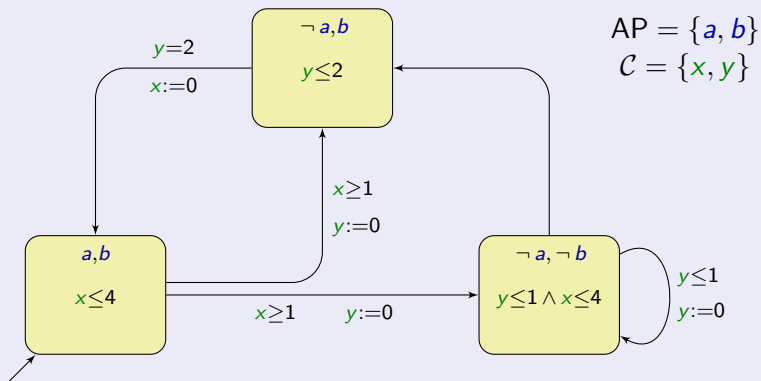 ¬ a,b
y≤2
AP = {a, b}
𝒞 = {x, y}
y=2
x:=0
x≥1
y:=0
a,b
x≤4
x≥1 y:=0
¬ a, ¬ b
y≤1 ∧ x≤4
y≤1
y:=0